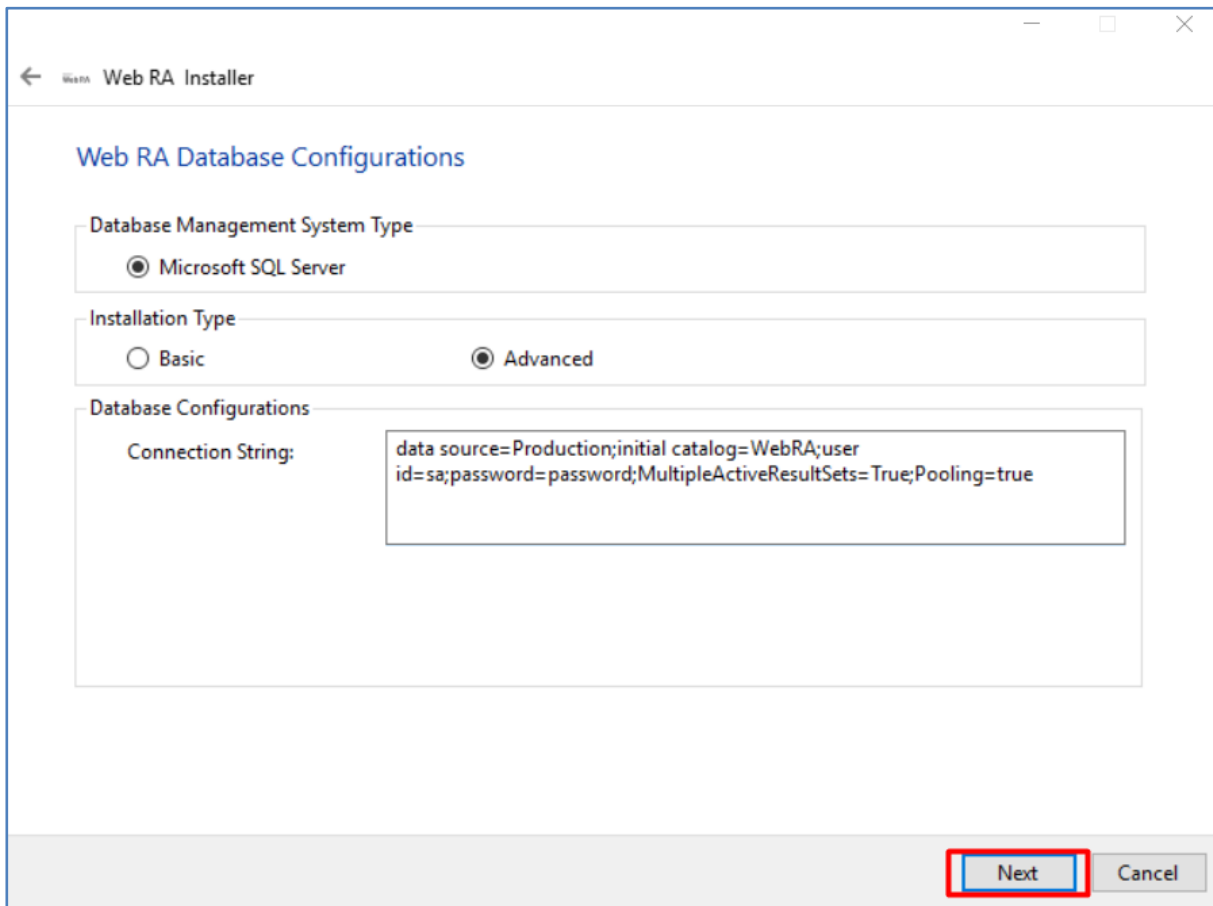 Web RA Installer
Web RA Database Configurations
Database Management System Type
Microsoft SQL Server
Installation Type
Basic Advanced
Database Configurations
Connection String:
data source=Production;initial catalog=WebRA;user
id=sa;password=password;MultipleActiveResultSets=True;Pooling=true
Next Cancel